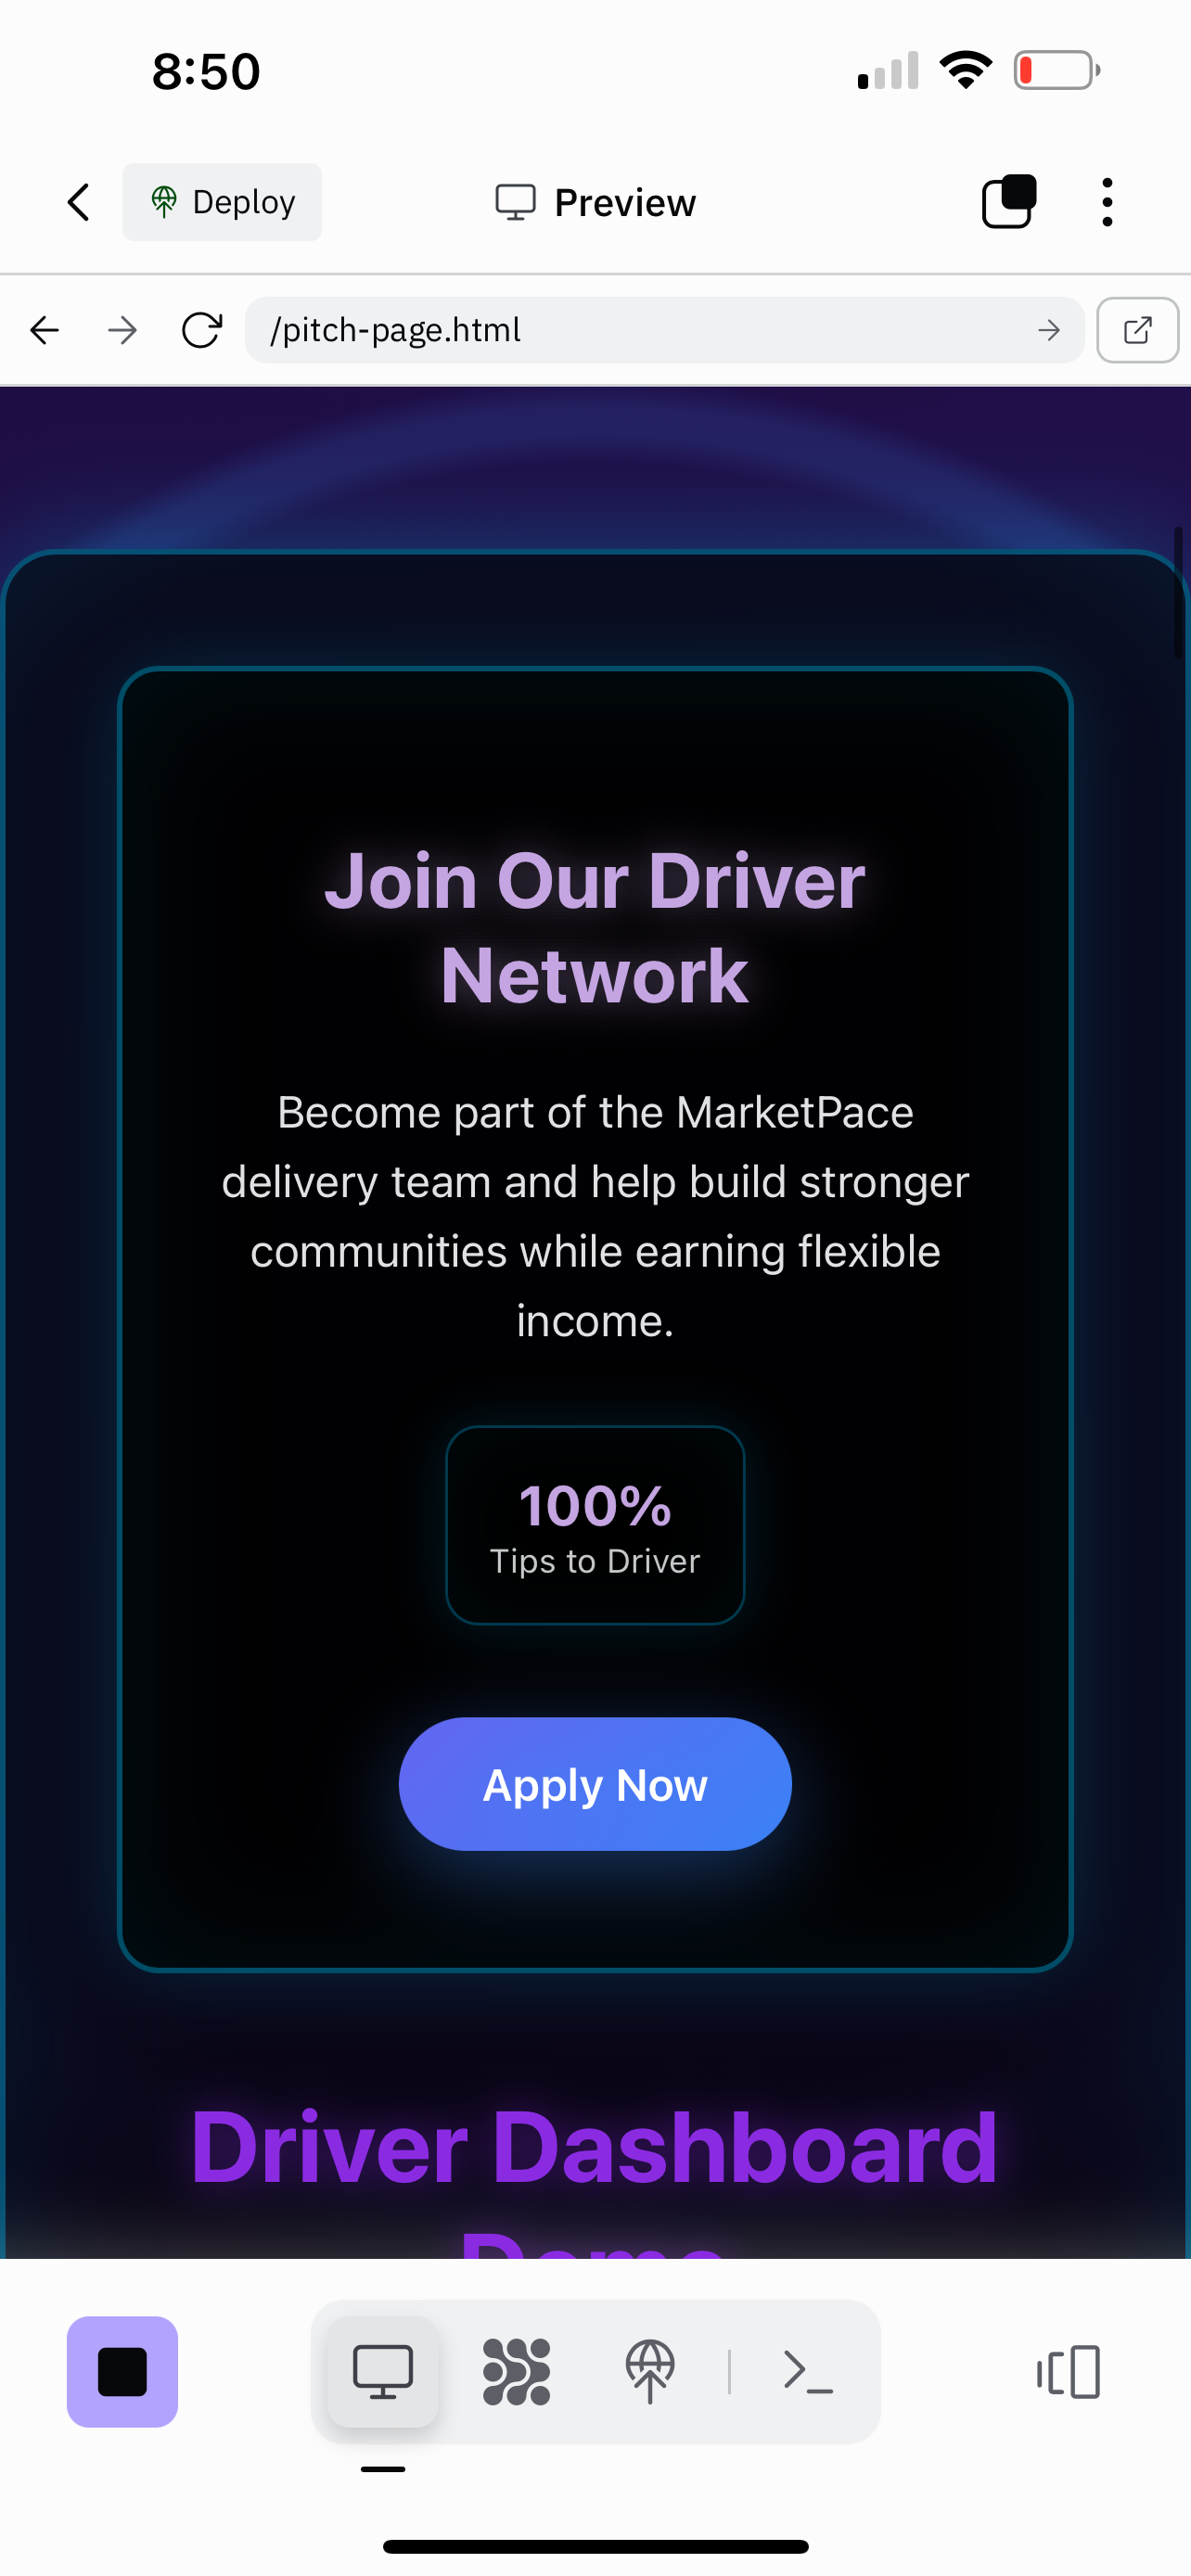 8:50
Deploy
Preview
/pitch-page.html
Join Our Driver
Network
Become part of the MarketPace
delivery team and help build stronger
communities while earning flexible
income.
100%
Tips to Driver
Apply Now
Driver Dashboard
Demo